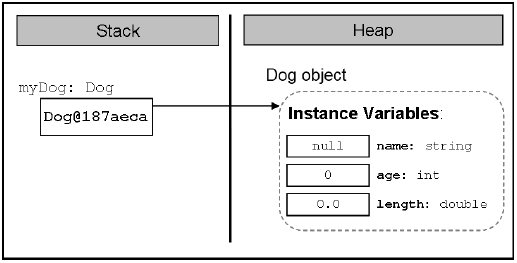 Stack
Heap
myDog: Dog
Dog@187aeca
Dog object
Instance Variables:
null name: string
0 age: int
0.0 length: double